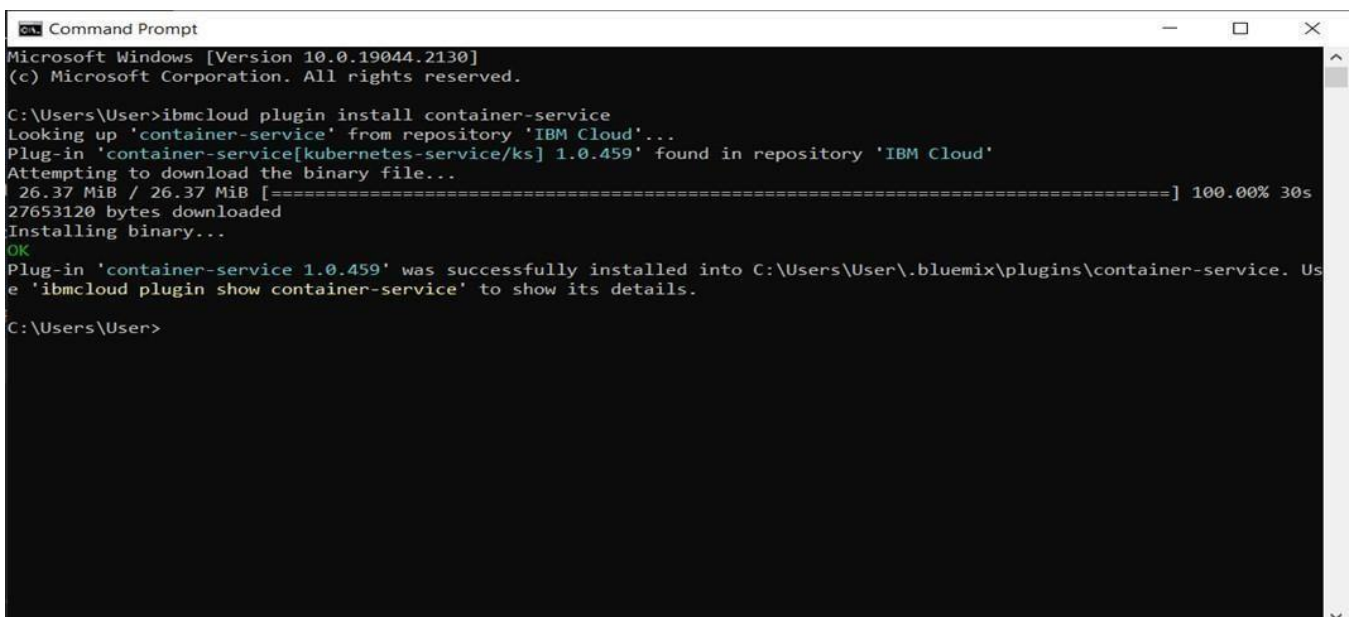 Command Prompt
Microsoft Windows [Version 10.0.19044.2130]
(c) Microsoft Corporation. All rights reserved.
C:\Users\User>ibmcloud plugin install container-service
Looking up 'container-service' from repository 'IBM Cloud'...
Plug-in 'container-service[kubernetes-service/ks] 1.0.459' found in repository 'IBM Cloud'
Attempting to download the binary file...
26.37 MiB / 26.37 MiB [===================================================================================] 100.00% 30s
27653120 bytes downloaded
Installing binary...
OK
Plug-in 'container-service 1.0.459' was successfully installed into C:\Users\User\.bluemix\plugins\container-service. Us
e 'ibmcloud plugin show container-service' to show its details.
C:\Users\User>